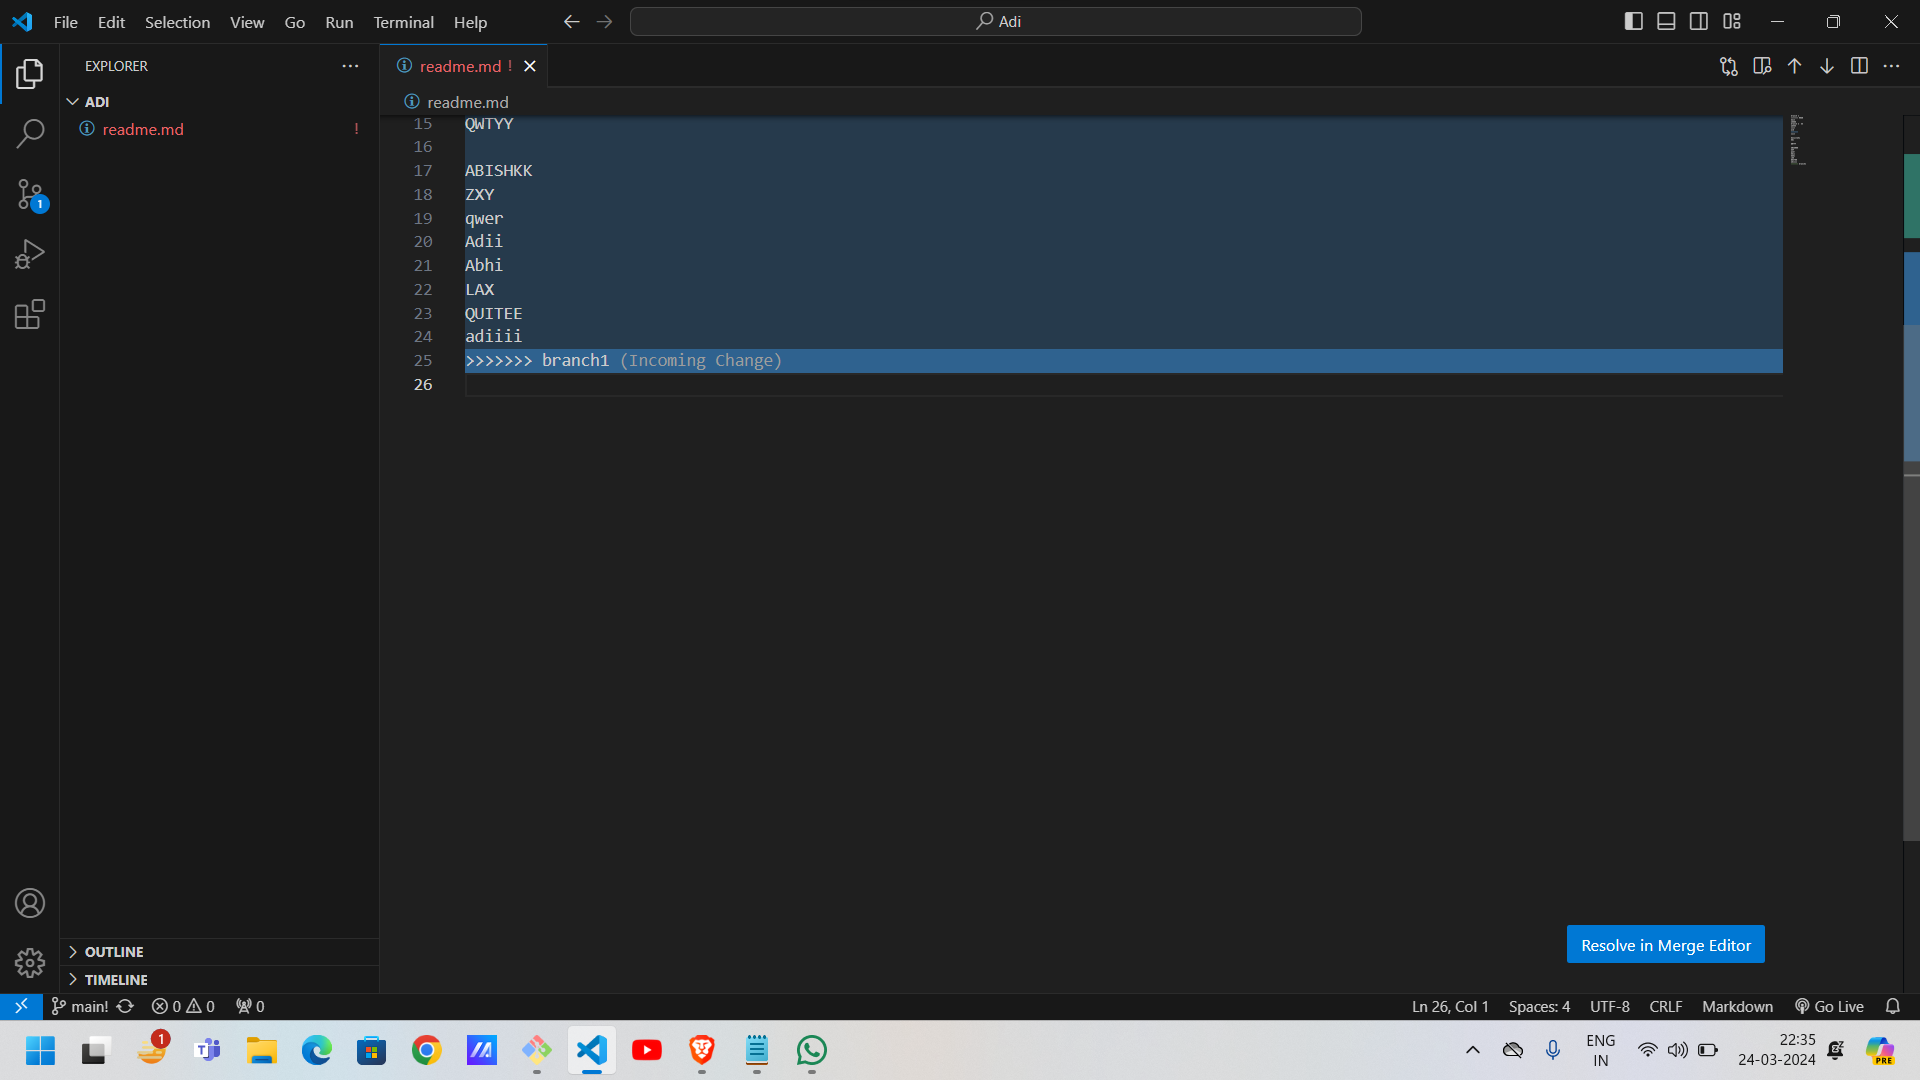 File Edit Selection View Go Run Terminal Help
Adi
EXPLORER
ADI
readme.md !
1
readme.md !
readme.md
15 QWTYY
16
17 ABISHKK
18 ZXY
19 qwer
20 Adii
21 Abhi
22 LAX
23 QUITEE
24 adiiii
25 >>>>>>> branch1 (Incoming Change)
26
Resolve in Merge Editor
OUTLINE
TIMELINE
main! 0 0 0
Ln 26, Col 1 Spaces: 4 UTF-8 CRLF Markdown Go Live
1
ENG
IN
22:35
24-03-2024
PRE